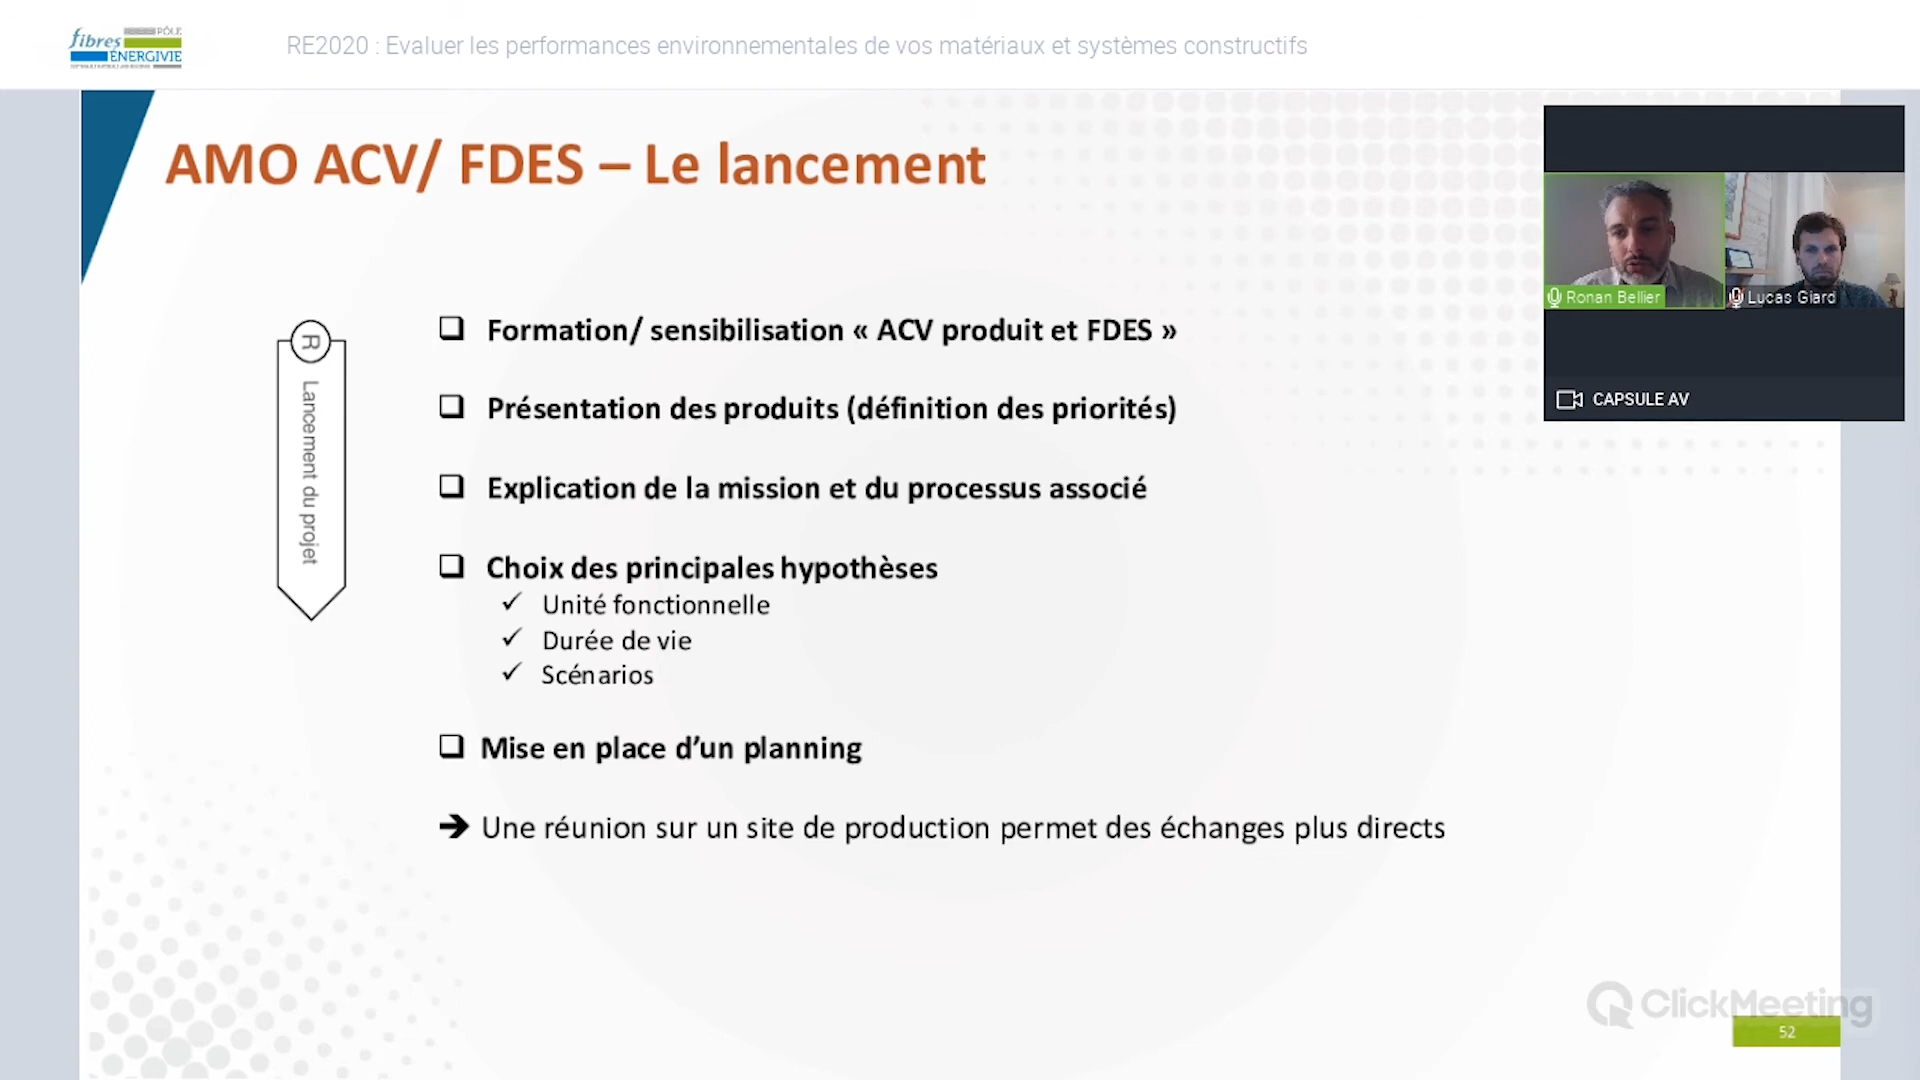 fibres PÔLE
ÉNERGIVIE
RE2020 : Evaluer les performances environnementales de vos matériaux et systèmes constructifs
AMO ACV/ FDES – Le lancement
Ronan Bellier
Lucas Giard
CAPSULE AV
R
Lancement du projet
Formation/ sensibilisation « ACV produit et FDES »
Présentation des produits (définition des priorités)
Explication de la mission et du processus associé
Choix des principales hypothèses
✓ Unité fonctionnelle
✓ Durée de vie
✓ Scénarios
Mise en place d’un planning
➔ Une réunion sur un site de production permet des échanges plus directs
ClickMeeting
52